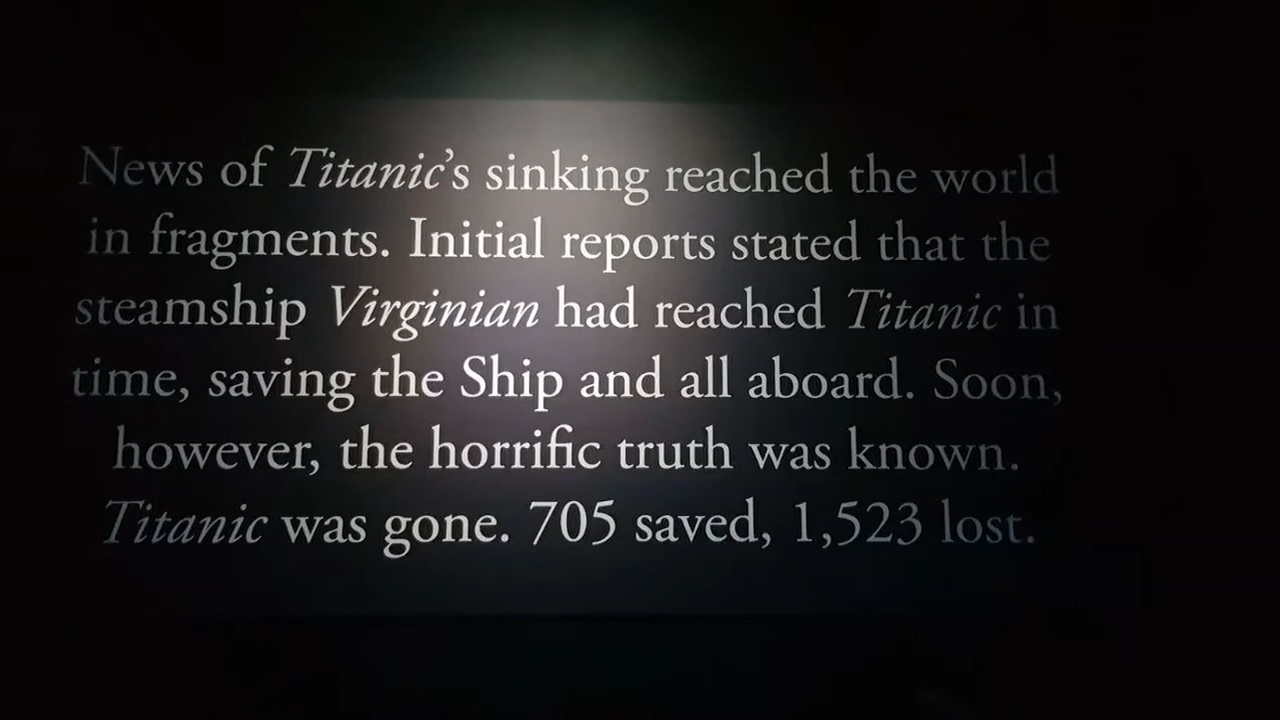 News of Titanic’s sinking reached the world
in fragments. Initial reports stated that the
steamship Virginian had reached Titanic in
time, saving the Ship and all aboard. Soon,
however, the horrific truth was known.
Titanic was gone. 705 saved, 1,523 lost.